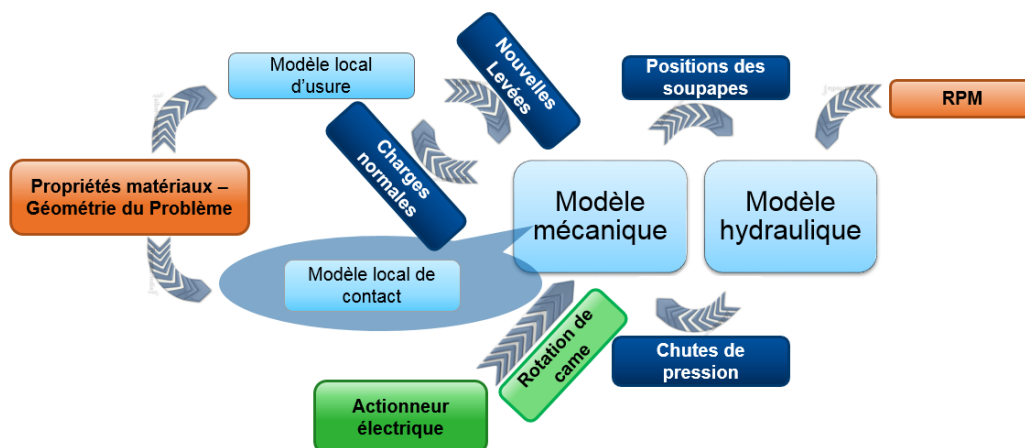 Modèle local
d'usure
Nouvelles
Levées
Positions des
soupapes
RPM
Charges
normales
Propriétés matériaux –
Géométrie du Problème
Modèle
mécanique
Modèle
hydraulique
Modèle local de
contact
Rotation de
came
Chutes de
pression
Actionneur
électrique